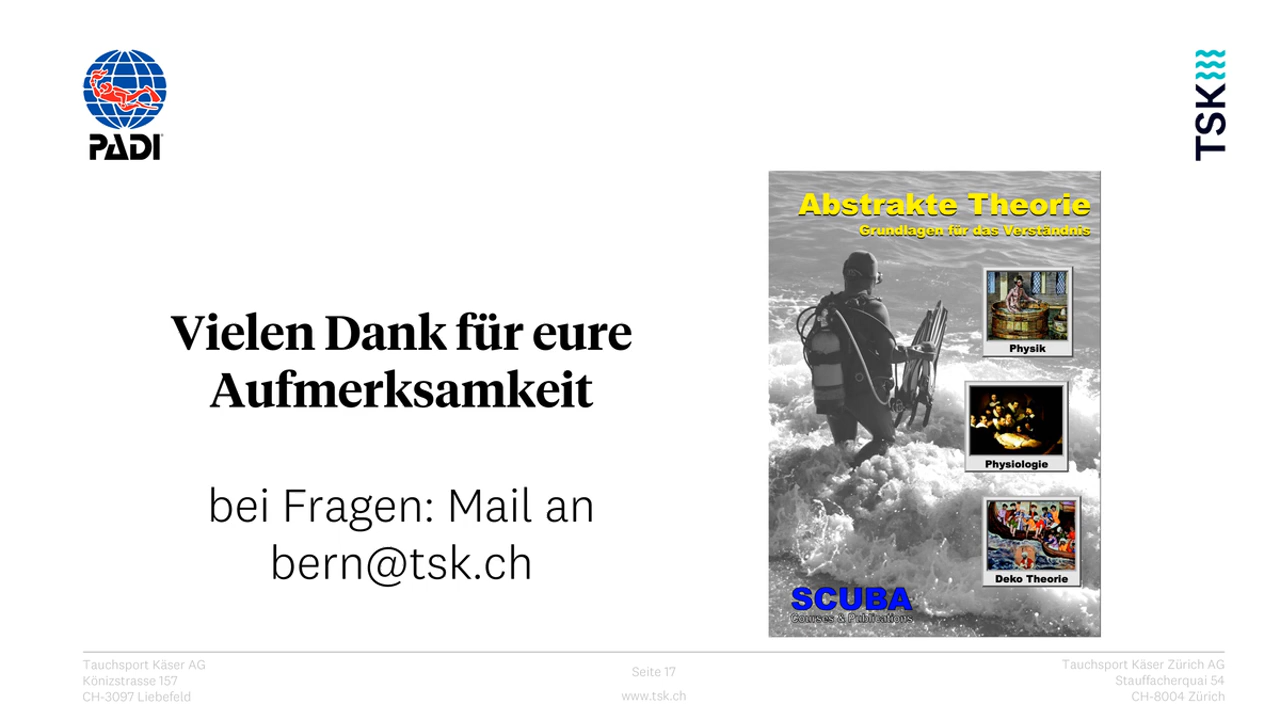 PADI
TSK
Abstrakte Theorie
Grundlagen für das Verständnis
Physik
Physiologie
Deko Theorie
SCUBA
Courses & Publications
Vielen Dank für eure
Aufmerksamkeit
bei Fragen: Mail an
bern@tsk.ch
Tauchsport Käser AG
Könizstrasse 157
CH-3097 Liebefeld
Seite 17
www.tsk.ch
Tauchsport Käser Zürich AG
Stauffacherquai 54
CH-8004 Zürich